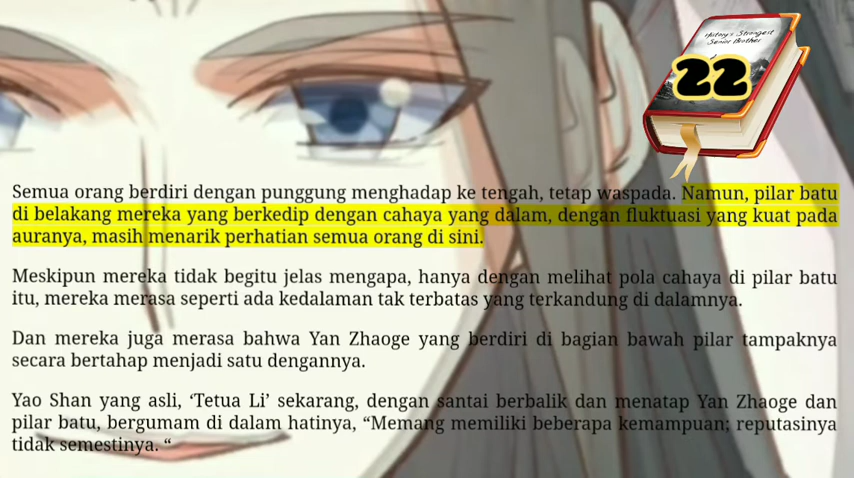 History's Strongest
Senior Brother
22
Semua orang berdiri dengan punggung menghadap ke tengah, tetap waspada. Namun, pilar batu
di belakang mereka yang berkedip dengan cahaya yang dalam, dengan fluktuasi yang kuat pada
auranya, masih menarik perhatian semua orang di sini.
Meskipun mereka tidak begitu jelas mengapa, hanya dengan melihat pola cahaya di pilar batu
itu, mereka merasa seperti ada kedalaman tak terbatas yang terkandung di dalamnya.
Dan mereka juga merasa bahwa Yan Zhaoge yang berdiri di bagian bawah pilar tampaknya
secara bertahap menjadi satu dengannya.
Yao Shan yang asli, ‘Tetua Li’ sekarang, dengan santai berbalik dan menatap Yan Zhaoge dan
pilar batu, bergumam di dalam hatinya, “Memang memiliki beberapa kemampuan; reputasinya
tidak semestinya. “